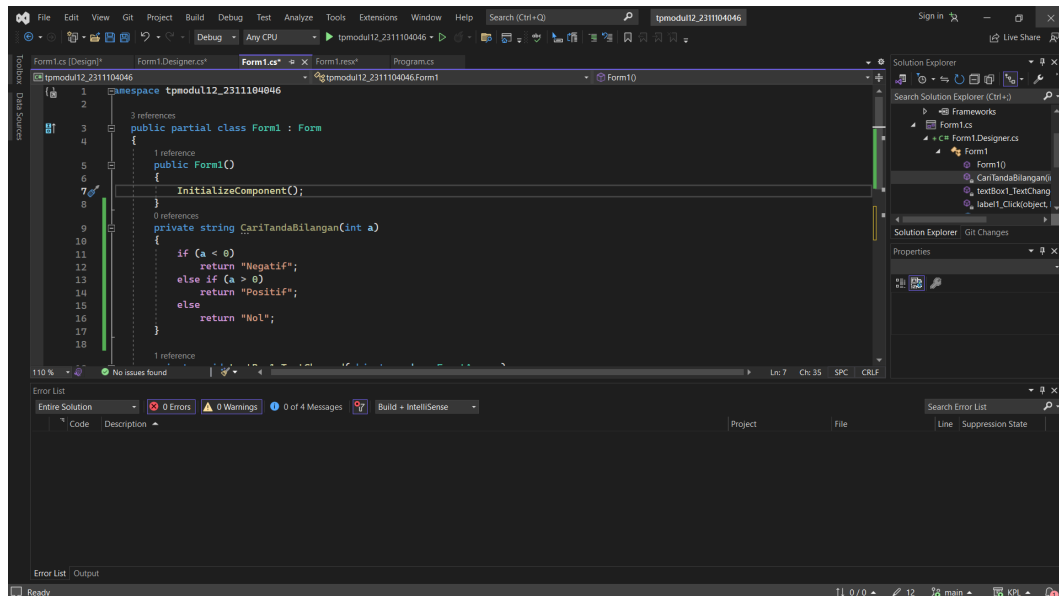 File Edit View Git Project Build Debug Test Analyze Tools Extensions Window Help Search (Ctrl+Q) tpmodul12_2311104046 Sign in
Debug Any CPU tpmodul12_2311104046 Live Share
Toolbox
Data Sources
Form1.cs [Design]* Form1.Designer.cs* Form1.cs* Form1.resx* Program.cs
tpmodul12_2311104046 tpmodul12_2311104046.Form1 Form1()
1 namespace tpmodul12_2311104046
2
3 references
3 public partial class Form1 : Form
4 {
1 reference
5 public Form1()
6 {
7 InitializeComponent();
8 }
0 references
9 private string CariTandaBilangan(int a)
10 {
11 if (a < 0)
12 return "Negatif";
13 else if (a > 0)
14 return "Positif";
15 else
16 return "Nol";
17 }
18
1 reference
110 % No issues found Ln: 7 Ch: 35 SPC CRLF
Solution Explorer
Search Solution Explorer (Ctrl+;)
Frameworks
Form1.cs
C# Form1.Designer.cs
Form1
Form1()
CariTandaBilangan(i
textBox1_TextChang
label1_Click(object,
Solution Explorer Git Changes
Properties
Error List
Entire Solution 0 Errors 0 Warnings 0 of 4 Messages Build + IntelliSense Search Error List
Code Description Project File Line Suppression State
Error List Output
Ready 0 / 0 12 main KPL